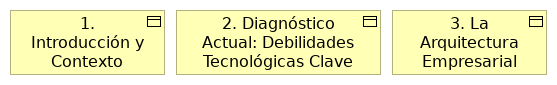 1.
Introducción y
Contexto
2. Diagnóstico
Actual: Debilidades
Tecnológicas Clave
3. La
Arquitectura
Empresarial